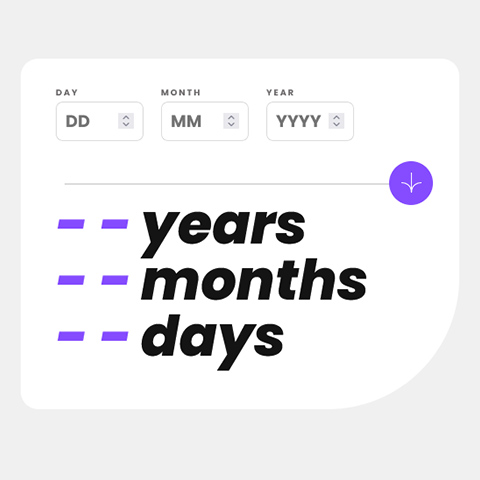 DAY MONTH YEAR
DD MM YYYY
-- years
-- months
-- days